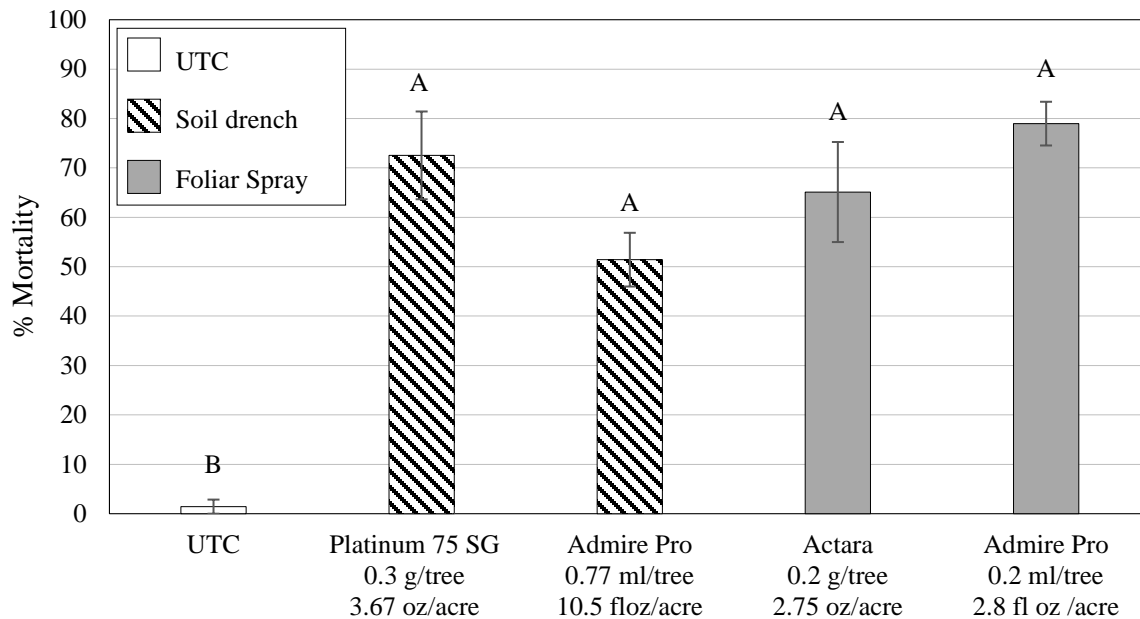 100
90
80
70
60
50
40
30
20
10
0
% Mortality
UTC
Soil drench
Foliar Spray
B
A
A
A
A
UTC
Platinum 75 SG
0.3 g/tree
3.67 oz/acre
Admire Pro
0.77 ml/tree
10.5 floz/acre
Actara
0.2 g/tree
2.75 oz/acre
Admire Pro
0.2 ml/tree
2.8 fl oz /acre